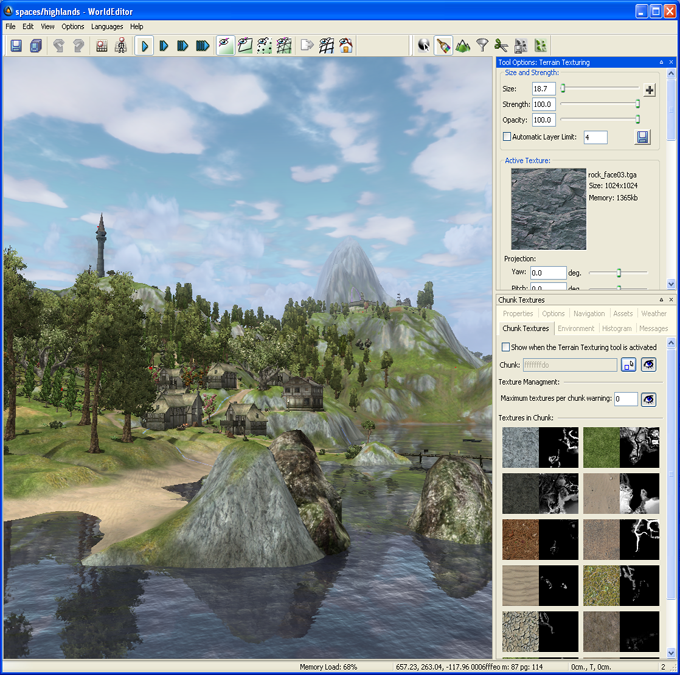 spaces/highlands - WorldEditor
File Edit View Options Languages Help
Tool Options: Terrain Texturing
Size and Strength:
Size: 18.7
Strength: 100.0
Opacity: 100.0
Automatic Layer Limit: 4
Active Texture:
rock_face03.tga
Size: 1024x1024
Memory: 1365kb
Projection:
Yaw: 0.0 deg.
Pitch: 0.0 deg.
Chunk Textures
Properties Options Navigation Assets Weather
Chunk Textures Environment Histogram Messages
Show when the Terrain Texturing tool is activated
Chunk:
Texture Managment:
Maximum textures per chunk warning: 0
Textures in Chunk:
Memory Load: 68% 657.23, 263.04, -117.96 0006fffeo m: 87 pg: 114 0cm., T, 0cm. 2